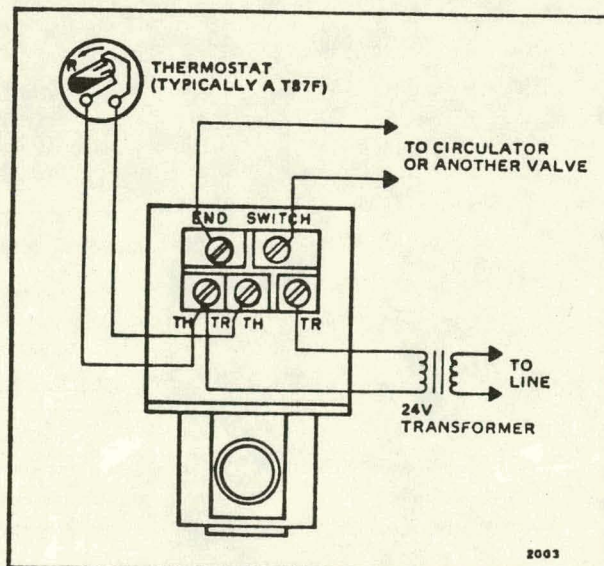 R
THERMOSTAT
(TYPICALLY A T87F)
TO CIRCULATOR
OR ANOTHER VALVE
END SWITCH
TH TR TH TR
TO
LINE
24V
TRANSFORMER
2003